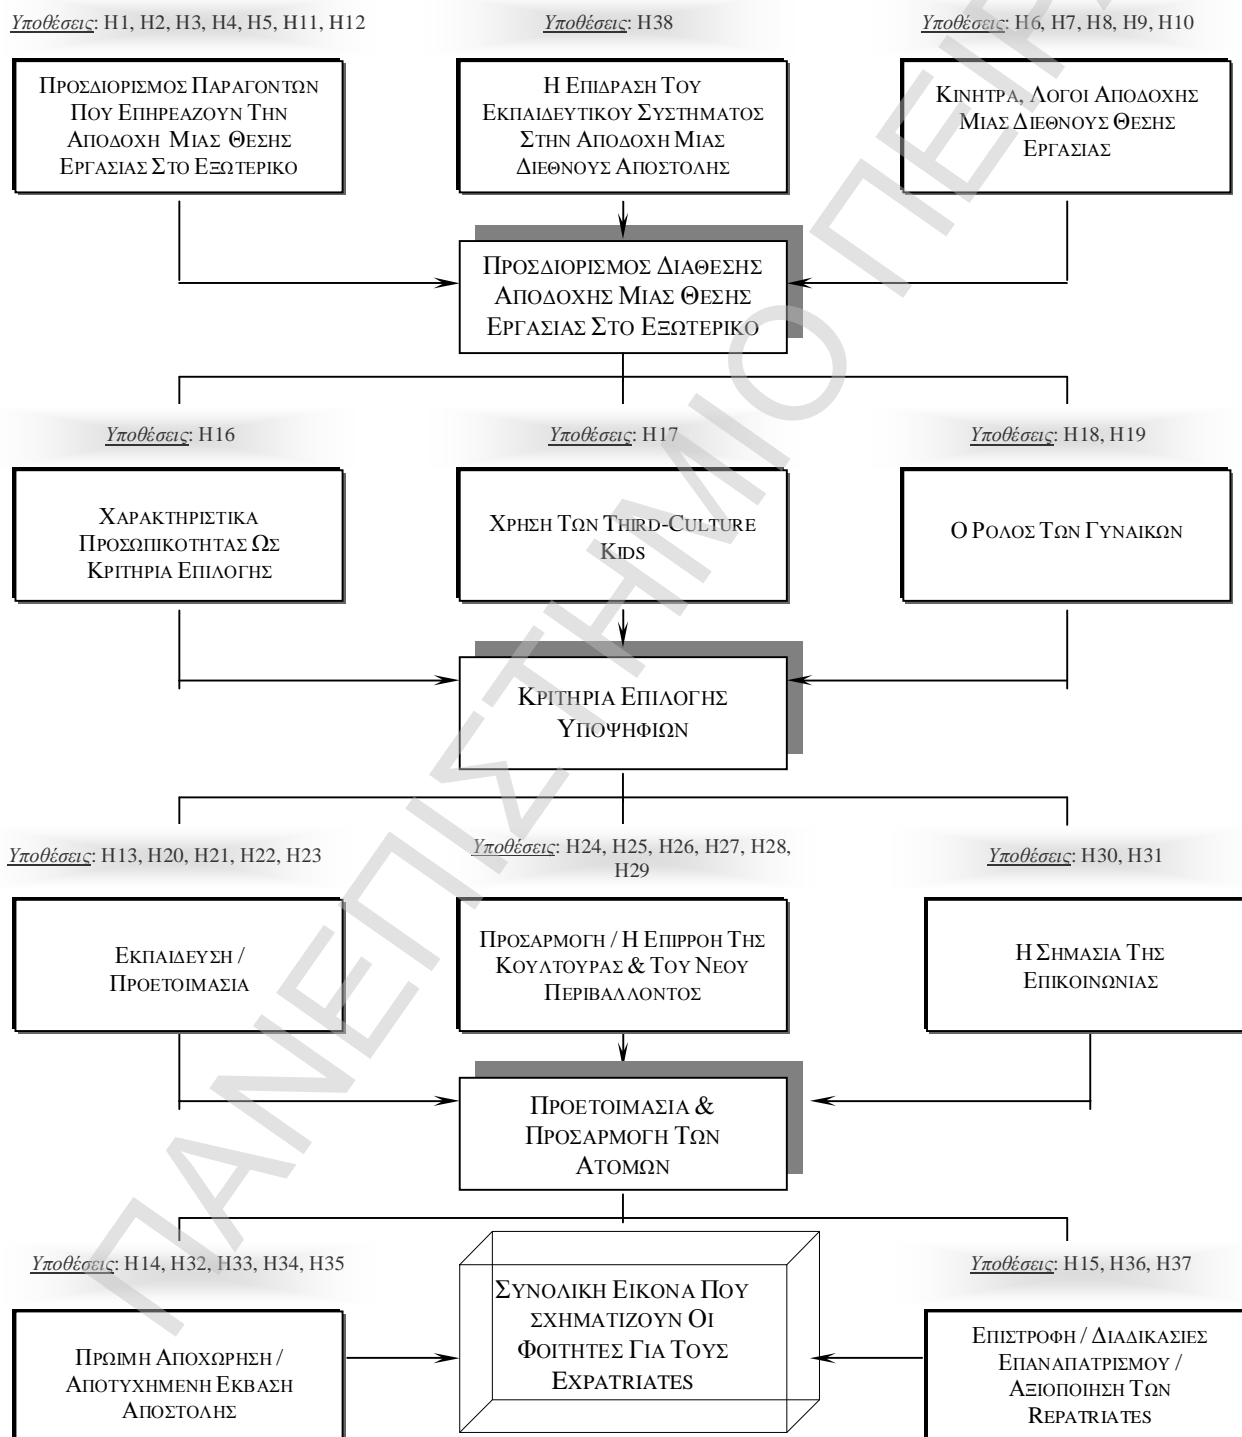 Υποθέσεις: H1, H2, H3, H4, H5, H11, H12
Υποθέσεις: H38
Υποθέσεις: H6, H7, H8, H9, H10
ΠΡΟΣΔΙΟΡΙΣΜΟΣ ΠΑΡΑΓΟΝΤΩΝ
ΠΟΥ ΕΠΗΡΕΑΖΟΥΝ ΤΗΝ
ΑΠΟΔΟΧΗ ΜΙΑΣ ΘΕΣΗΣ
ΕΡΓΑΣΙΑΣ ΣΤΟ ΕΞΩΤΕΡΙΚΟ
Η ΕΠΙΔΡΑΣΗ ΤΟΥ
ΕΚΠΑΙΔΕΥΤΙΚΟΥ ΣΥΣΤΗΜΑΤΟΣ
ΣΤΗΝ ΑΠΟΔΟΧΗ ΜΙΑΣ
ΔΙΕΘΝΟΥΣ ΑΠΟΣΤΟΛΗΣ
ΚΙΝΗΤΡΑ, ΛΟΓΟΙ ΑΠΟΔΟΧΗΣ
ΜΙΑΣ ΔΙΕΘΝΟΥΣ ΘΕΣΗΣ
ΕΡΓΑΣΙΑΣ
ΠΡΟΣΔΙΟΡΙΣΜΟΣ ΔΙΑΘΕΣΗΣ
ΑΠΟΔΟΧΗΣ ΜΙΑΣ ΘΕΣΗΣ
ΕΡΓΑΣΙΑΣ ΣΤΟ ΕΞΩΤΕΡΙΚΟ
Υποθέσεις: H16
Υποθέσεις: H17
Υποθέσεις: H18, H19
ΧΑΡΑΚΤΗΡΙΣΤΙΚΑ
ΠΡΟΣΩΠΙΚΟΤΗΤΑΣ ΩΣ
ΚΡΙΤΗΡΙΑ ΕΠΙΛΟΓΗΣ
ΧΡΗΣΗ ΤΩΝ THIRD-CULTURE
KIDS
Ο ΡΟΛΟΣ ΤΩΝ ΓΥΝΑΙΚΩΝ
ΚΡΙΤΗΡΙΑ ΕΠΙΛΟΓΗΣ
ΥΠΟΨΗΦΙΩΝ
Υποθέσεις: H13, H20, H21, H22, H23
Υποθέσεις: H24, H25, H26, H27, H28,
H29
Υποθέσεις: H30, H31
ΕΚΠΑΙΔΕΥΣΗ /
ΠΡΟΕΤΟΙΜΑΣΙΑ
ΠΡΟΣΑΡΜΟΓΗ / Η ΕΠΙΡΡΟΗ ΤΗΣ
ΚΟΥΛΤΟΥΡΑΣ & ΤΟΥ ΝΕΟΥ
ΠΕΡΙΒΑΛΛΟΝΤΟΣ
Η ΣΗΜΑΣΙΑ ΤΗΣ
ΕΠΙΚΟΙΝΩΝΙΑΣ
ΠΡΟΕΤΟΙΜΑΣΙΑ &
ΠΡΟΣΑΡΜΟΓΗ ΤΩΝ
ΑΤΟΜΩΝ
Υποθέσεις: H14, H32, H33, H34, H35
Υποθέσεις: H15, H36, H37
ΠΡΩΙΜΗ ΑΠΟΧΩΡΗΣΗ /
ΑΠΟΤΥΧΗΜΕΝΗ ΕΚΒΑΣΗ
ΑΠΟΣΤΟΛΗΣ
ΣΥΝΟΛΙΚΗ ΕΙΚΟΝΑ ΠΟΥ
ΣΧΗΜΑΤΙΖΟΥΝ ΟΙ
ΦΟΙΤΗΤΕΣ ΓΙΑ ΤΟΥΣ
EXPATRIATES
ΕΠΙΣΤΡΟΦΗ / ΔΙΑΔΙΚΑΣΙΕΣ
ΕΠΑΝΑΠΑΤΡΙΣΜΟΥ /
ΑΞΙΟΠΟΙΗΣΗ ΤΩΝ
REPATRIATES
ΠΑΝΕΠΙΣΤΗΜΙΟ